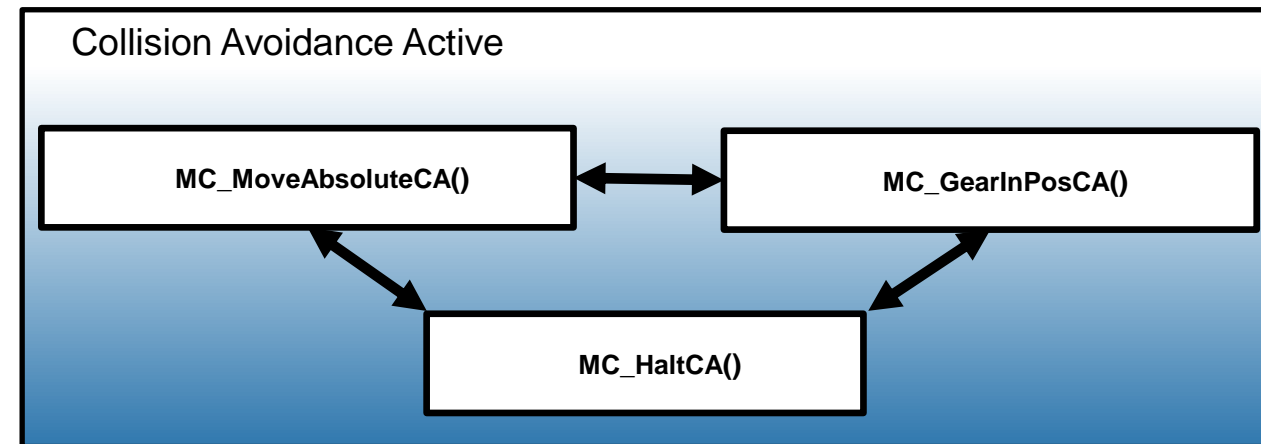 Collision Avoidance Active
MC_MoveAbsoluteCA()
MC_GearInPosCA()
MC_HaltCA()